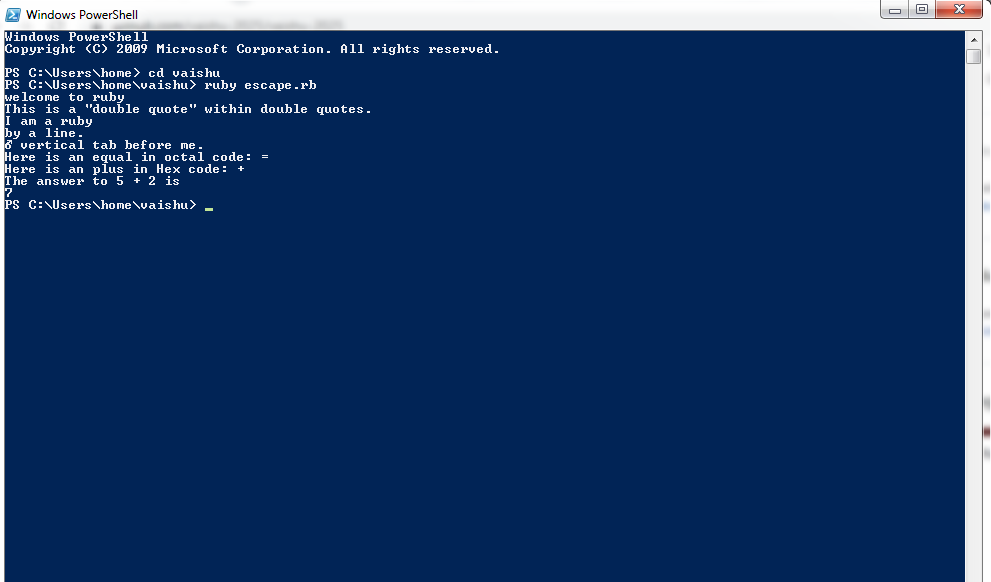 Windows PowerShell
Windows PowerShell
Copyright (C) 2009 Microsoft Corporation. All rights reserved.
PS C:\Users\home> cd vaishu
PS C:\Users\home\vaishu> ruby escape.rb
welcome to ruby
This is a "double quote" within double quotes.
I am a ruby
by a line.
♂ vertical tab before me.
Here is an equal in octal code: =
Here is an plus in Hex code: +
The answer to 5 + 2 is
7
PS C:\Users\home\vaishu> _